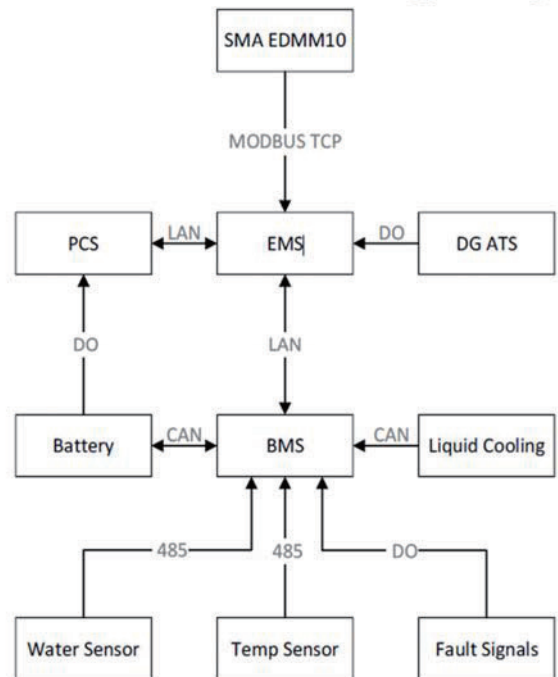 SMA EDMM10
MODBUS TCP
PCS
LAN
EMS
DO
DG ATS
DO
LAN
Battery
CAN
BMS
CAN
Liquid Cooling
485
485
DO
Water Sensor
Temp Sensor
Fault Signals